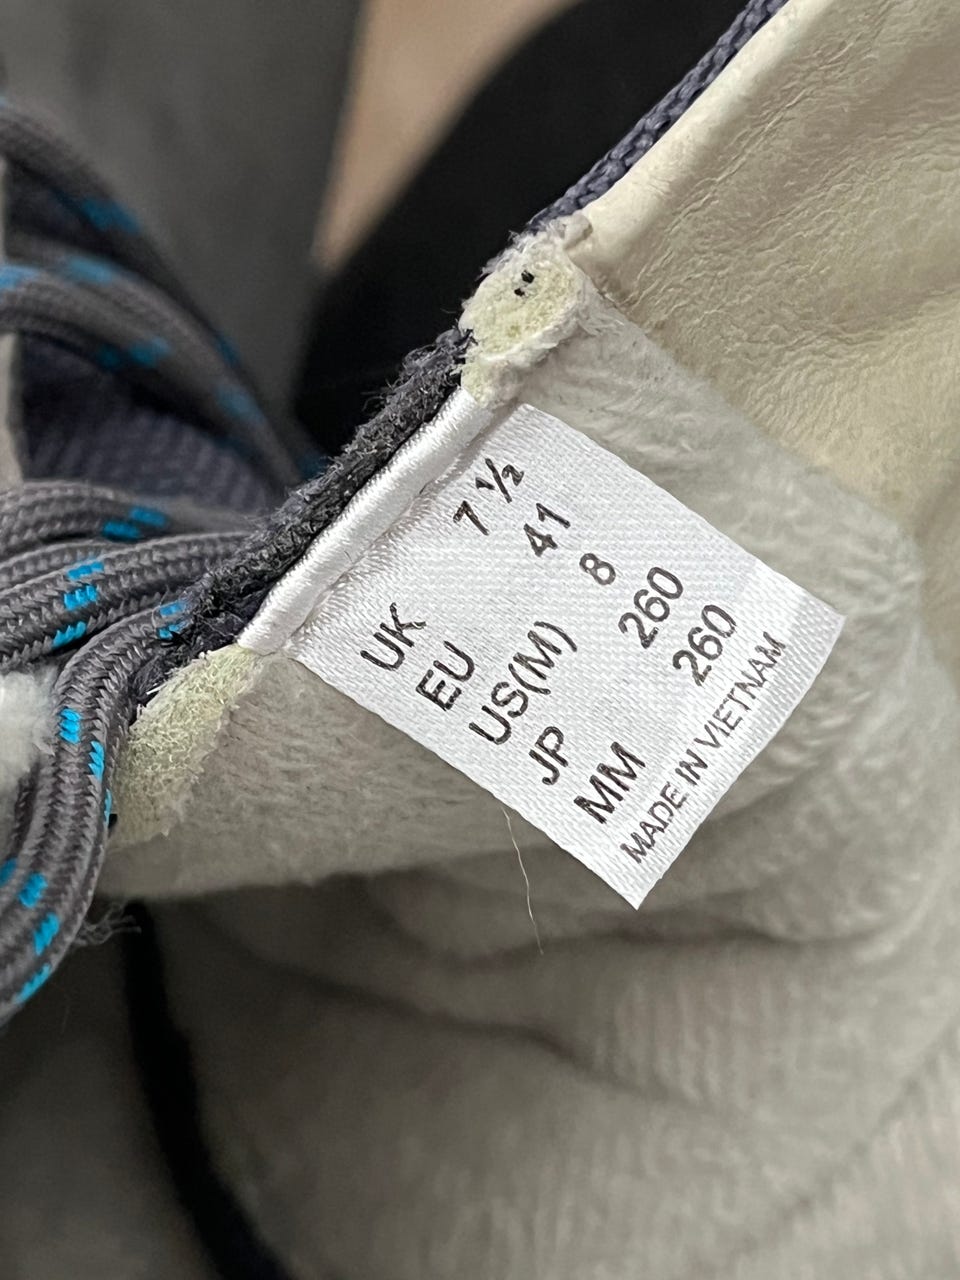 UK 7 ½
EU 41
US(M) 8
JP 260
MM 260
MADE IN VIETNAM